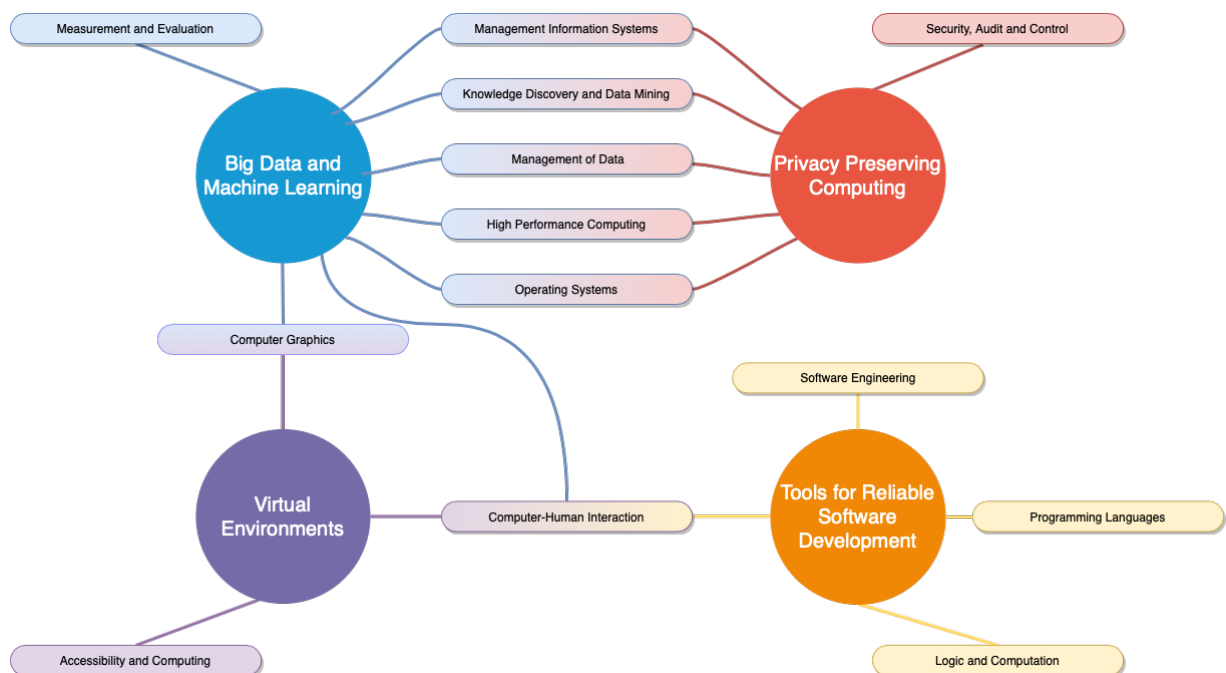 Measurement and Evaluation
Management Information Systems
Security, Audit and Control
Knowledge Discovery and Data Mining
Big Data and
Machine Learning
Management of Data
Privacy Preserving
Computing
High Performance Computing
Operating Systems
Computer Graphics
Software Engineering
Virtual
Environments
Computer-Human Interaction
Tools for Reliable
Software
Development
Programming Languages
Accessibility and Computing
Logic and Computation